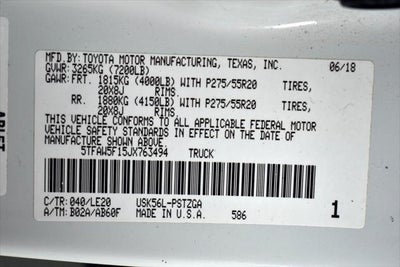 MFD.BY: TOYOTA MOTOR MANUFACTURING, TEXAS, INC. 06/18
GVWR: 3265KG (7200LB)
GAWR: FRT. 1815KG (4000LB) WITH P275/55R20 TIRES,
20X8J RIMS.
RR. 1880KG (4150LB) WITH P275/55R20 TIRES,
20X8J RIMS.
THIS VEHICLE CONFORMS TO ALL APPLICABLE FEDERAL MOTOR
VEHICLE SAFETY STANDARDS IN EFFECT ON THE DATE OF
MANUFACTURE SHOWN ABOVE.
5TFAW5F15JX763494 TRUCK
C/TR: 040/LE20 USK56L-PSTZGA
A/TM: B02A/AB60F MADE IN U.S.A. 586 1